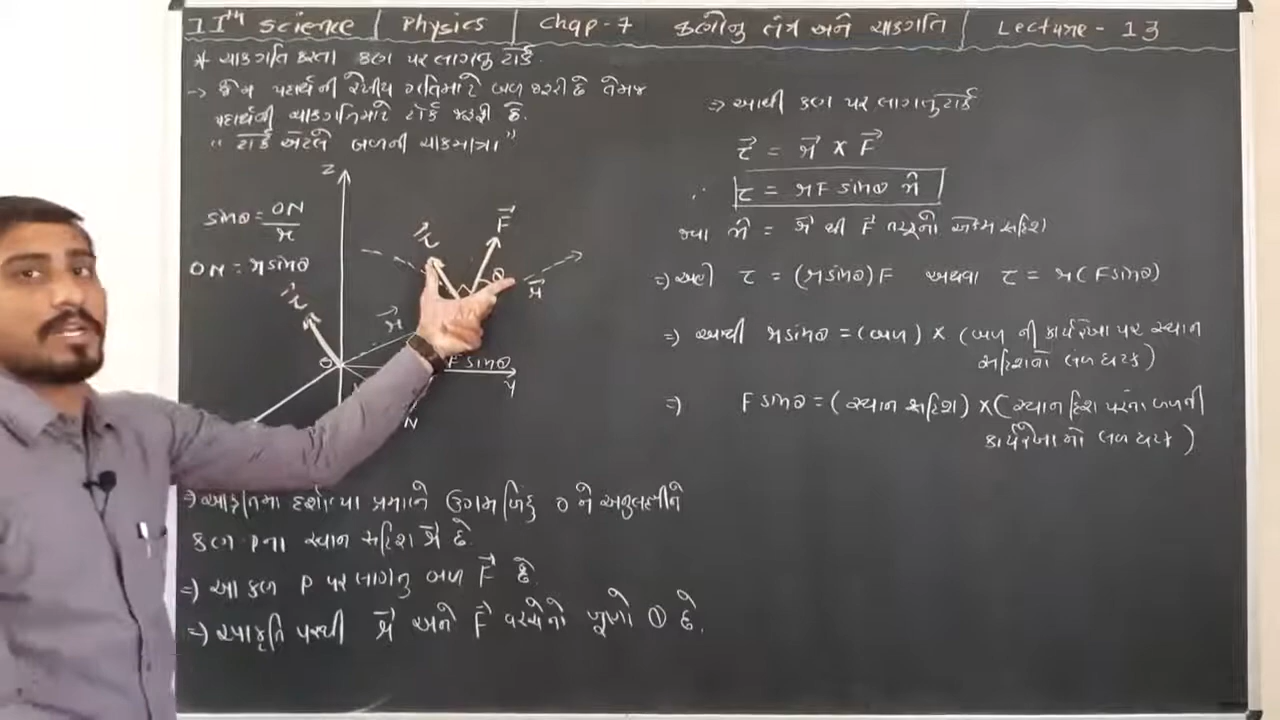 11th Science | Physics | Chap-7 કણોનુ તંત્ર અને ચાકગતિ | Lecture - 13
* ચાકગતિ કરતા કણ પર લાગતુ ટૉર્ક.
→ જેમ પદાર્થની રેખીય ગતિમાટે બળ જરૂરી છે તેમજ
પદાર્થની ચાકગતિમાટે ટોર્ક જરૂરી છે.
" ટૉર્ક એટલે બળની ચાકમાત્રા"
Z
sinθ = ON/r
ON = r sinθ
F⃗
τ⃗
θ
r⃗
τ⃗
r⃗
O
F sinθ
Y
N
⇒ આકૃતિમા દર્શાવ્યા પ્રમાણે ઉગમબિંદુ O ને અનુલક્ષીને
કણ Pના સ્થાન સદિશ r⃗ છે.
⇒ આ કણ P પર લાગતુ બળ F⃗ છે.
⇒ આકૃતિ પરથી r⃗ અને F⃗ વચ્ચેનો ખૂણો θ છે.
⇒ આથી કણ પર લાગતુ ટૉર્ક
τ⃗ = r⃗ × F⃗
∴ τ = rF sinθ n̂
જ્યા n̂ = r⃗ થી F⃗ તરફનો એકમ સદિશ
⇒ અહી τ = (r sinθ)F અથવા τ = r(F sinθ)
⇒ આમ્થી r sinθ = (બળ) × (બળ ની કાર્યરેખા પર સ્થાન
સદિશનો લંબ ઘટક)
⇒ F sinθ = (સ્થાન સદિશ) × (સ્થાન દિશ પરના બળની
કાર્યરેખા નો લંબ ઘટક)